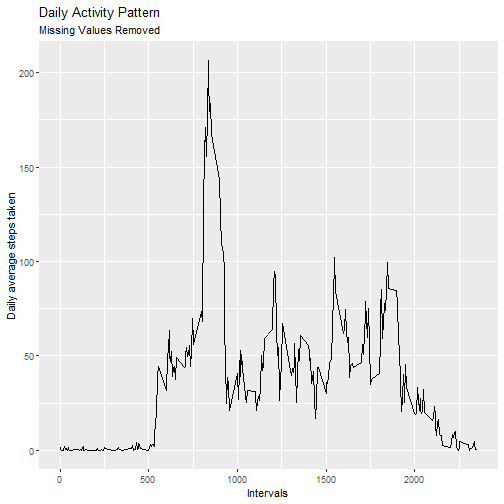 Daily Activity Pattern
Missing Values Removed
Daily average steps taken
200
150
100
50
0
0
500
1000
1500
2000
Intervals